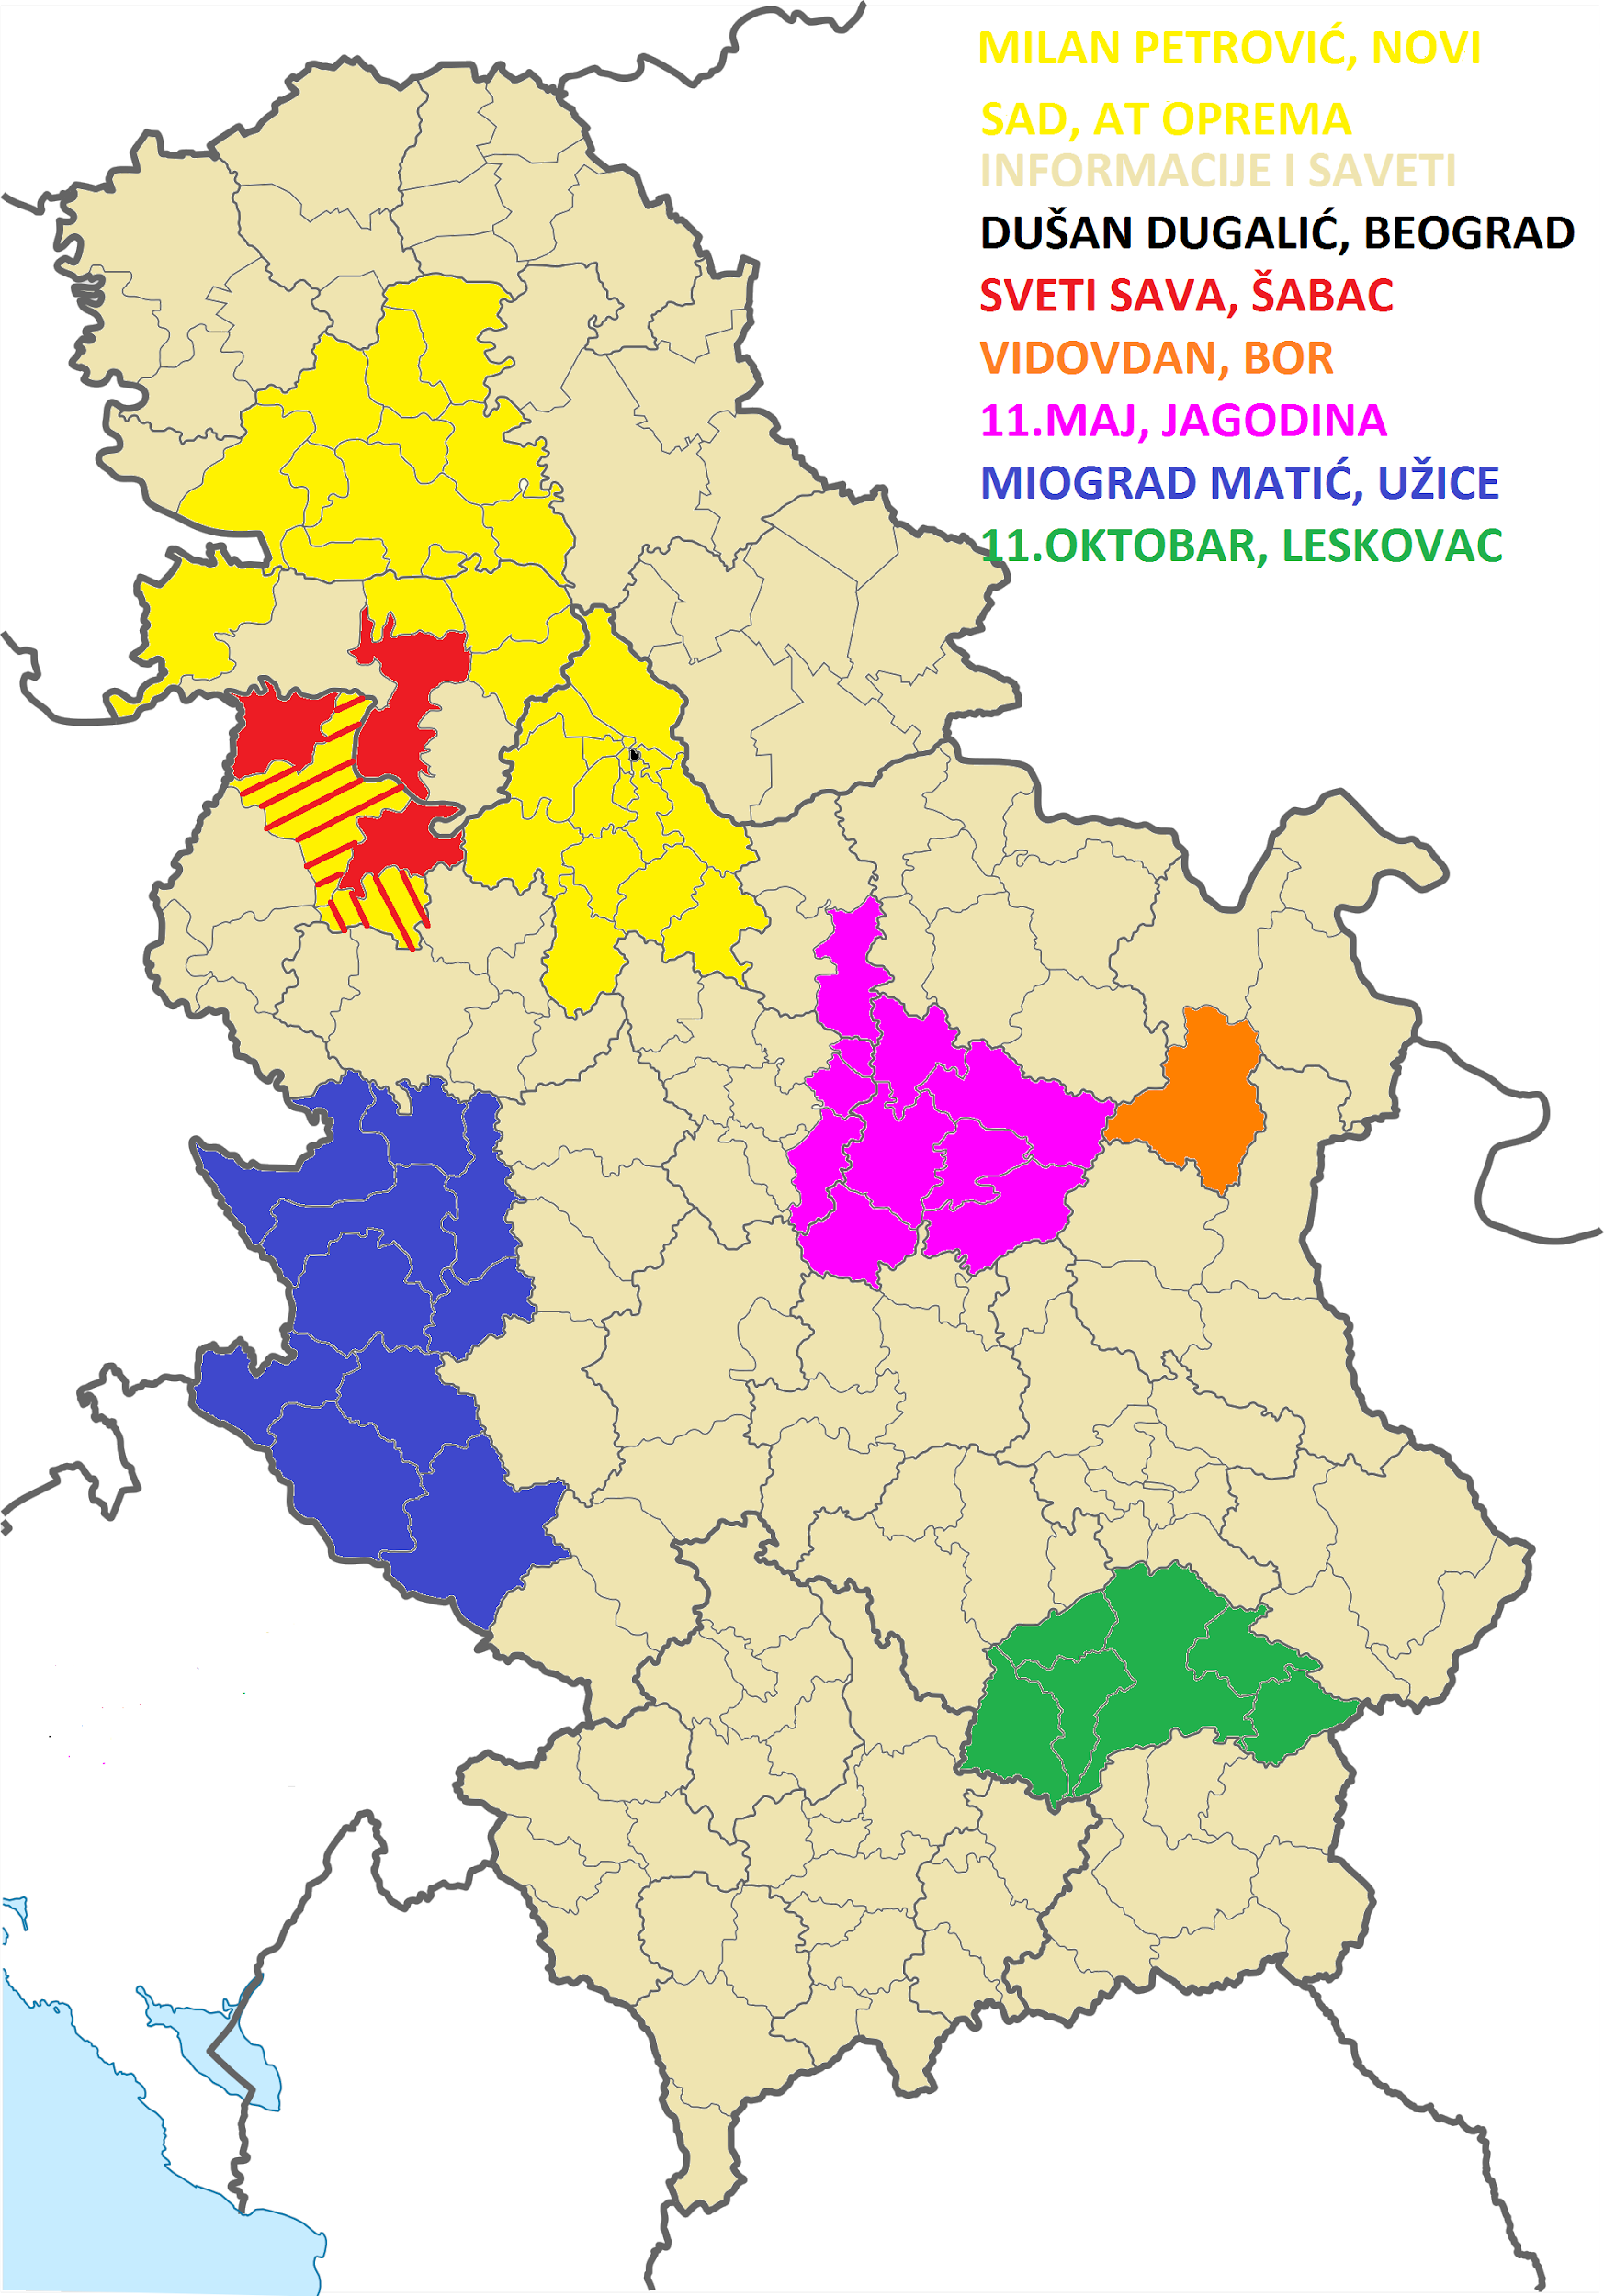 MILAN PETROVIĆ, NOVI
SAD, AT OPREMA
INFORMACIJE I SAVETI
DUŠAN DUGALIĆ, BEOGRAD
SVETI SAVA, ŠABAC
VIDOVDAN, BOR
11.MAJ, JAGODINA
MIOGRAD MATIĆ, UŽICE
11.OKTOBAR, LESKOVAC